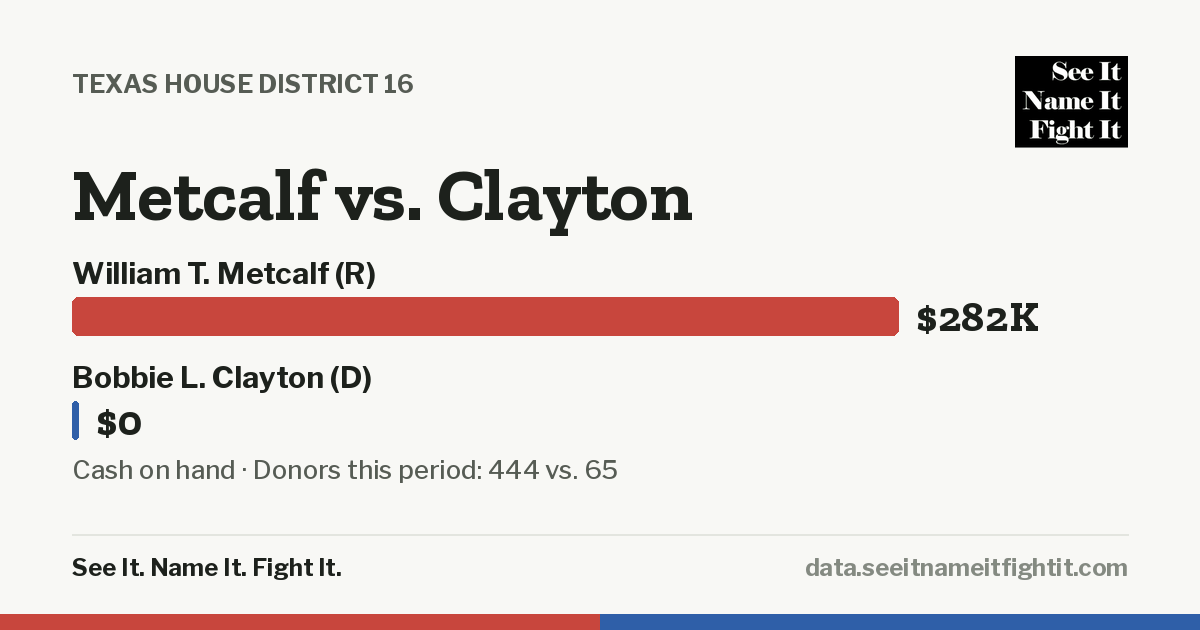 TEXAS HOUSE DISTRICT 16
See It
Name It
Fight It
Metcalf vs. Clayton
William T. Metcalf (R)
$282K
Bobbie L. Clayton (D)
$0
Cash on hand · Donors this period: 444 vs. 65
See It. Name It. Fight It.
data.seeitnameitfightit.com